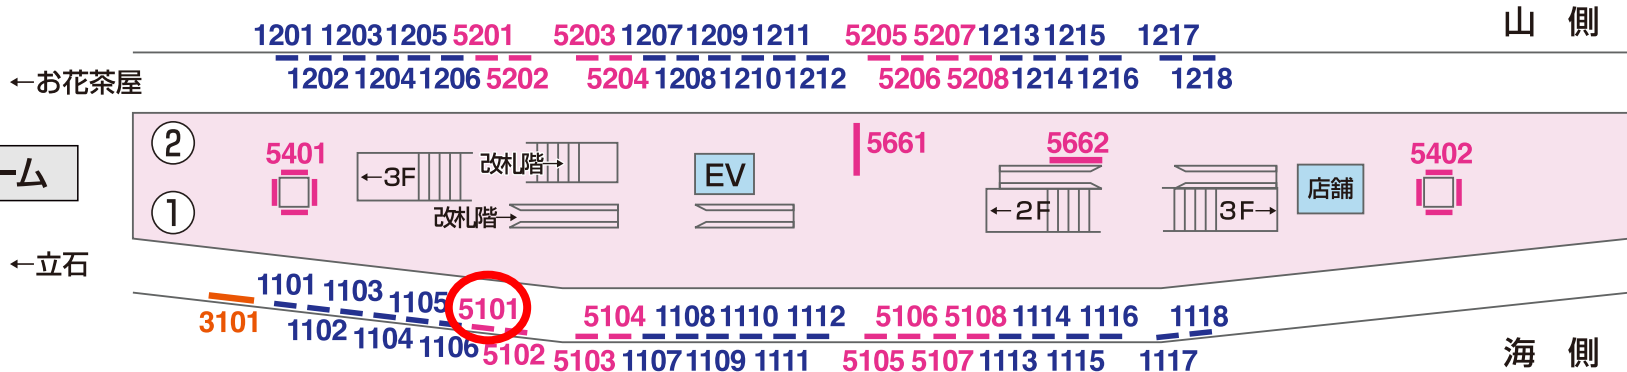 山 側
1201 1203 1205 5201 5203 1207 1209 1211 5205 5207 1213 1215 1217
1202 1204 1206 5202 5204 1208 1210 1212 5206 5208 1214 1216 1218
←お花茶屋
② 5401 ←3F 改札階→ EV 5661 5662 店舗 5402
ーム
① 改札階→ ←2F 3F→
←立石
1101 1103 1105 5101 5104 1108 1110 1112 5106 5108 1114 1116 1118
3101 1102 1104 1106 5102 5103 1107 1109 1111 5105 5107 1113 1115 1117
海 側